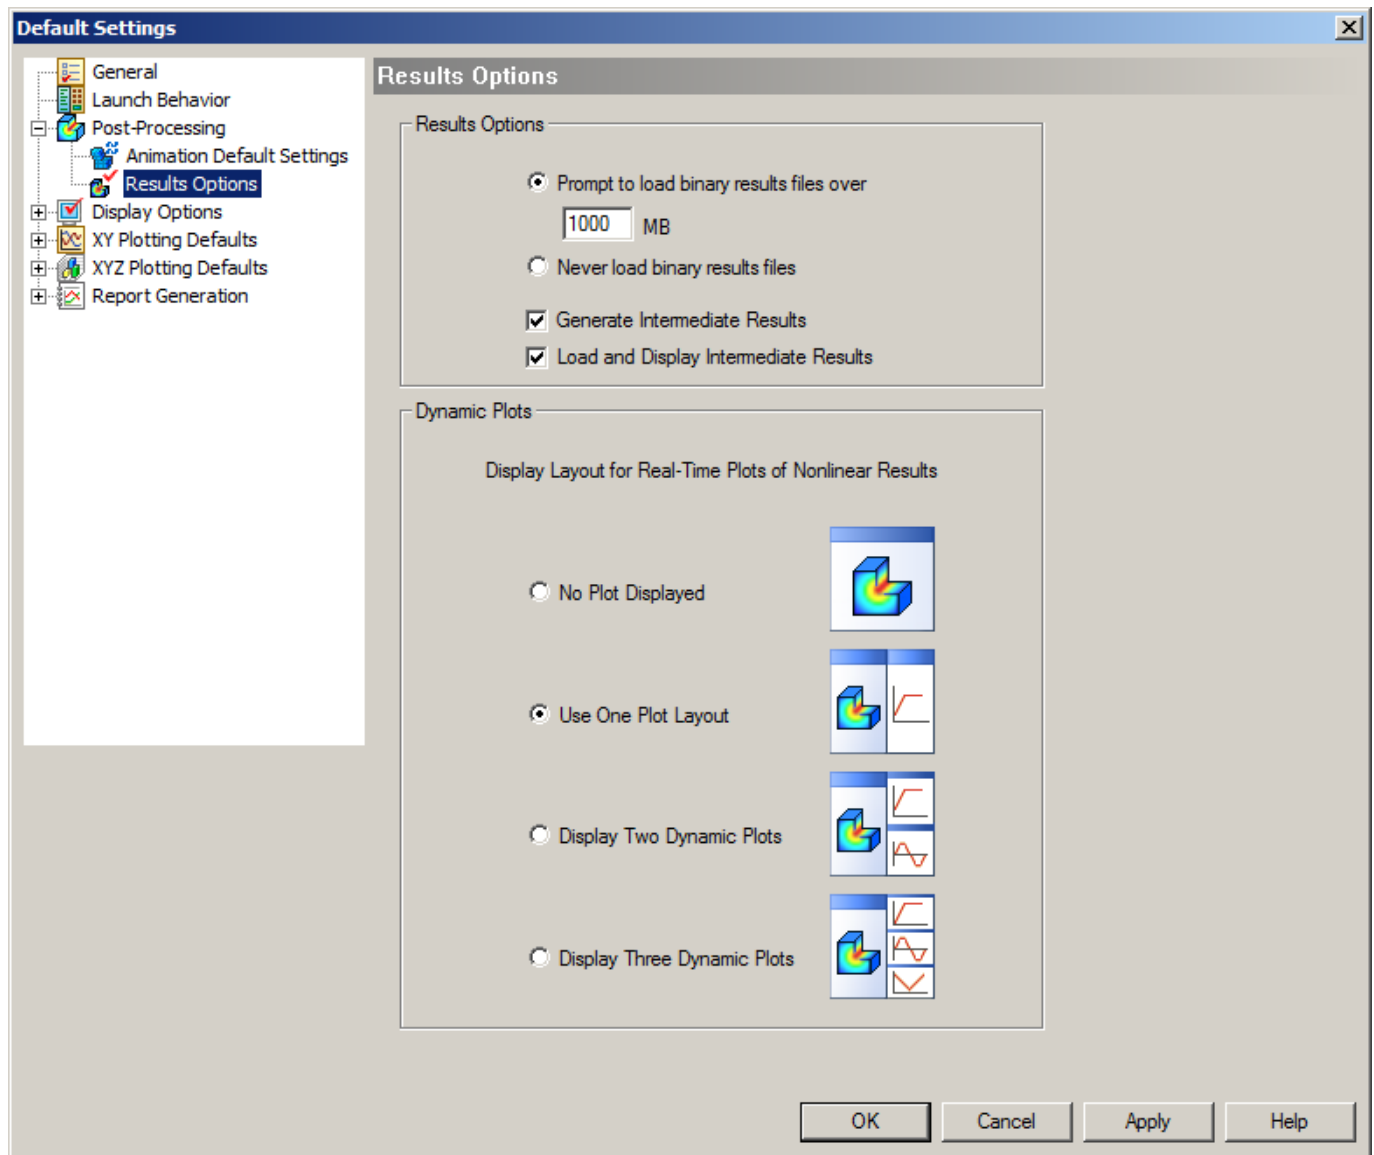 Default Settings
General
Launch Behavior
Post-Processing
Animation Default Settings
Results Options
Display Options
XY Plotting Defaults
XYZ Plotting Defaults
Report Generation
Results Options
Results Options
Prompt to load binary results files over
1000 MB
Never load binary results files
Generate Intermediate Results
Load and Display Intermediate Results
Dynamic Plots
Display Layout for Real-Time Plots of Nonlinear Results
No Plot Displayed
Use One Plot Layout
Display Two Dynamic Plots
Display Three Dynamic Plots
OK Cancel Apply Help